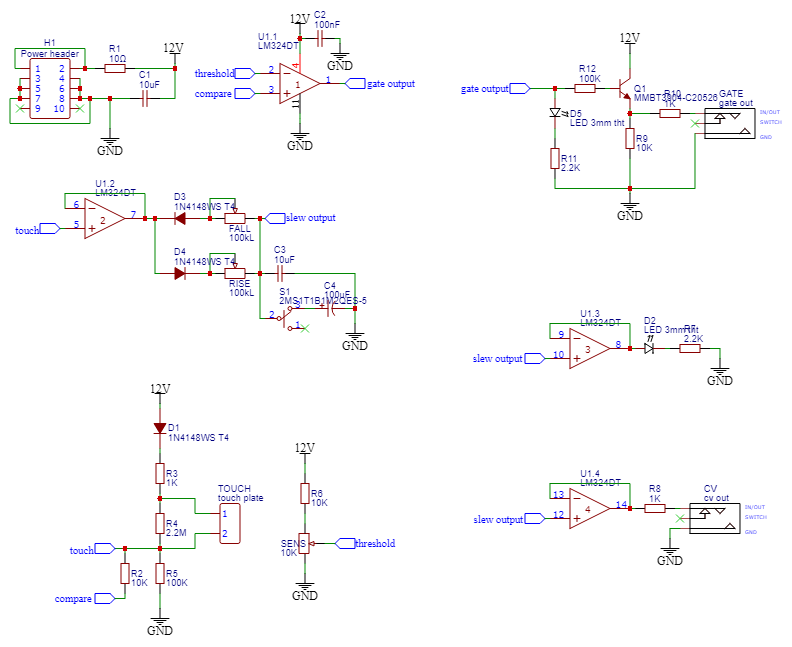 H1
Power header
1 2
3 4
5 6
7 8
9 10
R1
10Ω
12V
C1
10uF
GND
12V
C2
100nF
U1.1
LM324DT
GND
threshold
2
4
1
1
gate output
compare
3
11
GND
12V
R12
100K
gate output
Q1
MMBT3904-C20526
D5
LED 3mm tht
R10
1K
GATE
gate out
IN/OUT
SWITCH
GND
R9
10K
R11
2.2K
GND
U1.2
LM324DT
6
7
2
touch
5
D3
1N4148WS T4
FALL
100kL
slew output
D4
1N4148WS T4
RISE
100kL
C3
10uF
C4
100uF
S1
2MS1T1B1M2QES-5
2
3
1
GND
U1.3
LM324DT
9
8
3
slew output
10
D2
LED 3mm tht
2.2K
GND
12V
D1
1N4148WS T4
R3
1K
R4
2.2M
TOUCH
touch plate
1
2
touch
R2
10K
R5
100K
compare
GND
12V
R6
10K
SENS
10K
threshold
GND
U1.4
LM324DT
13
14
4
slew output
12
R8
1K
CV
cv out
IN/OUT
SWITCH
GND
GND